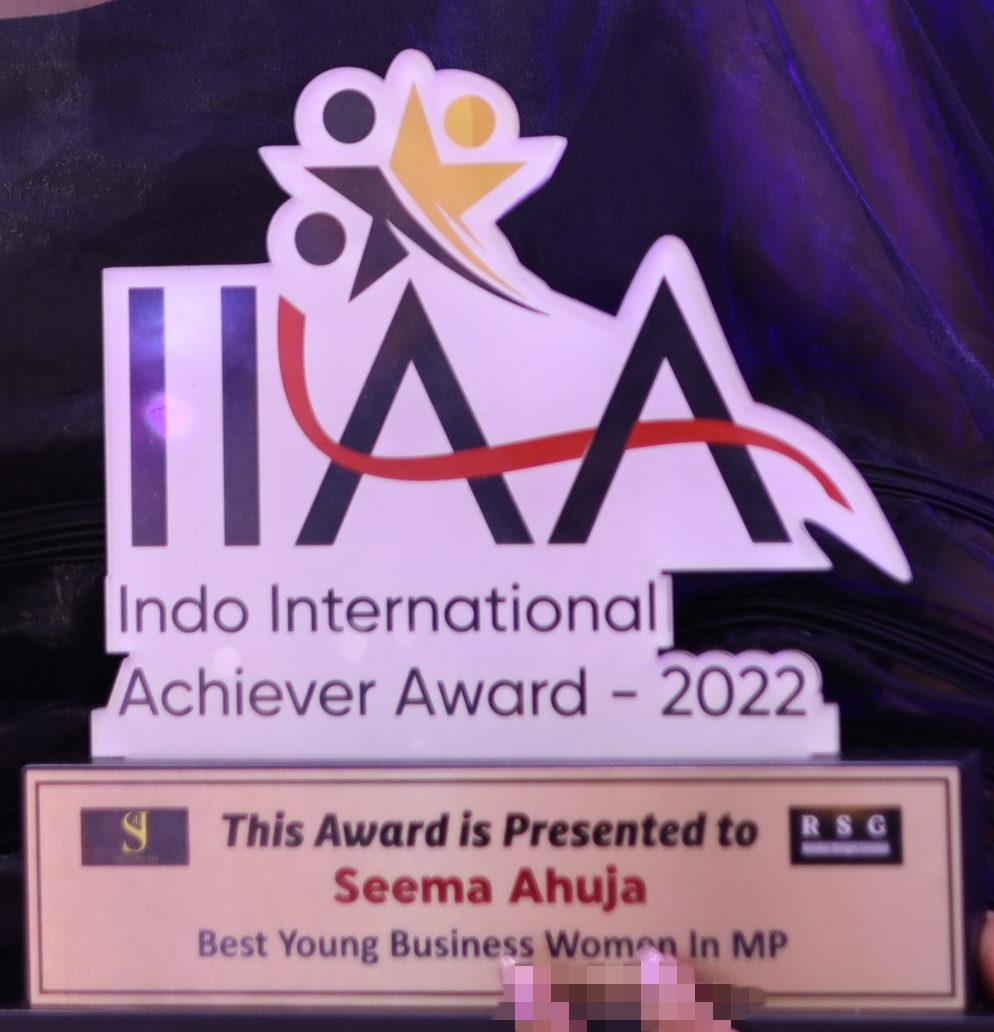 IIAA
Indo International
Achiever Award - 2022
SJ
This Award is Presented to
R S G
Seema Ahuja
Best Young Business Women In MP